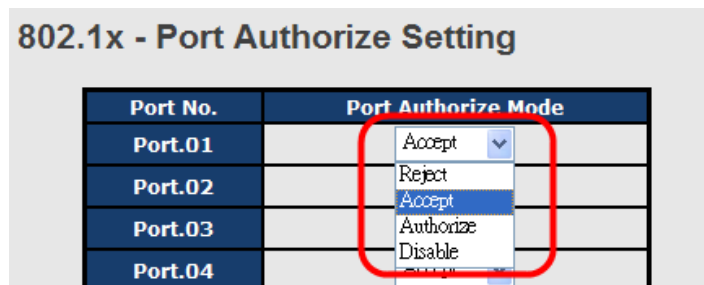 802.1x - Port Authorize Setting
Port No. Port Authorize Mode
Port.01 Accept
Port.02 Reject
Accept
Port.03 Authorize
Disable
Port.04